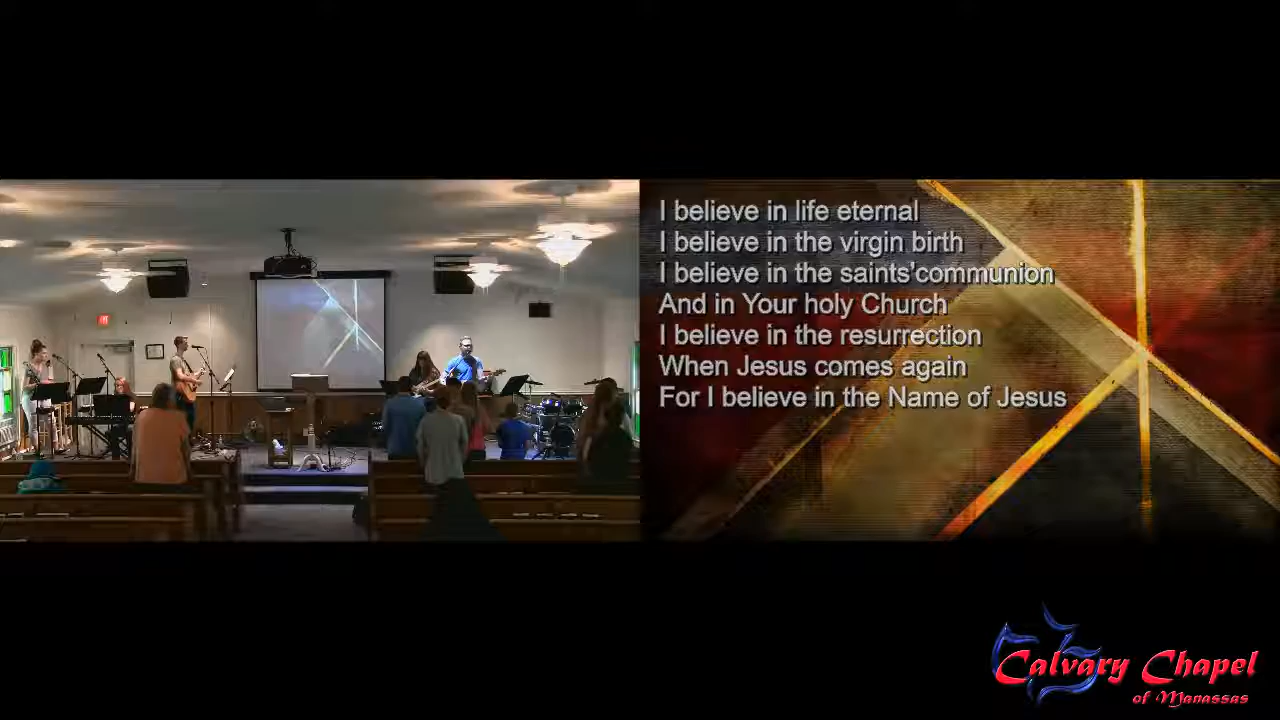 I believe in life eternal
I believe in the virgin birth
I believe in the saints'communion
And in Your holy Church
I believe in the resurrection
When Jesus comes again
For I believe in the Name of Jesus
Calvary Chapel
of Manassas